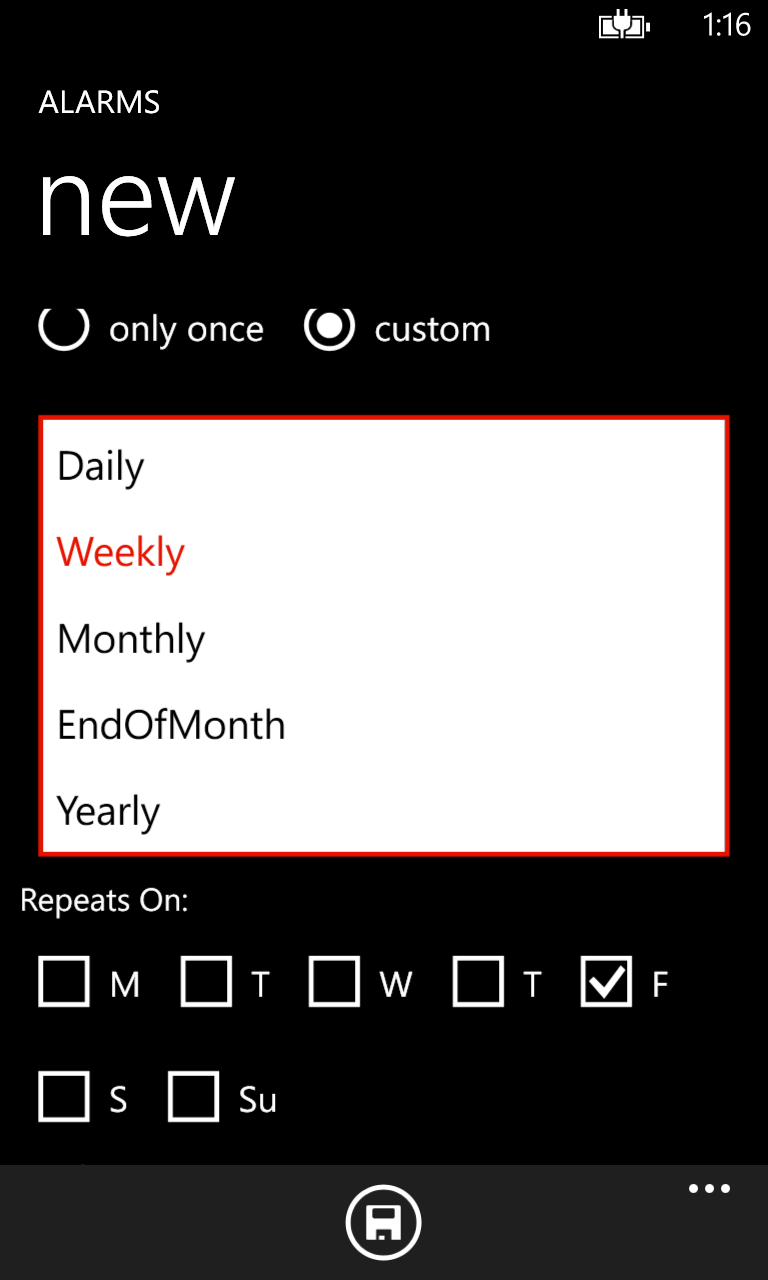 1:16
ALARMS
new
only once custom
Daily
Weekly
Monthly
EndOfMonth
Yearly
Repeats On:
M T W T F
S Su